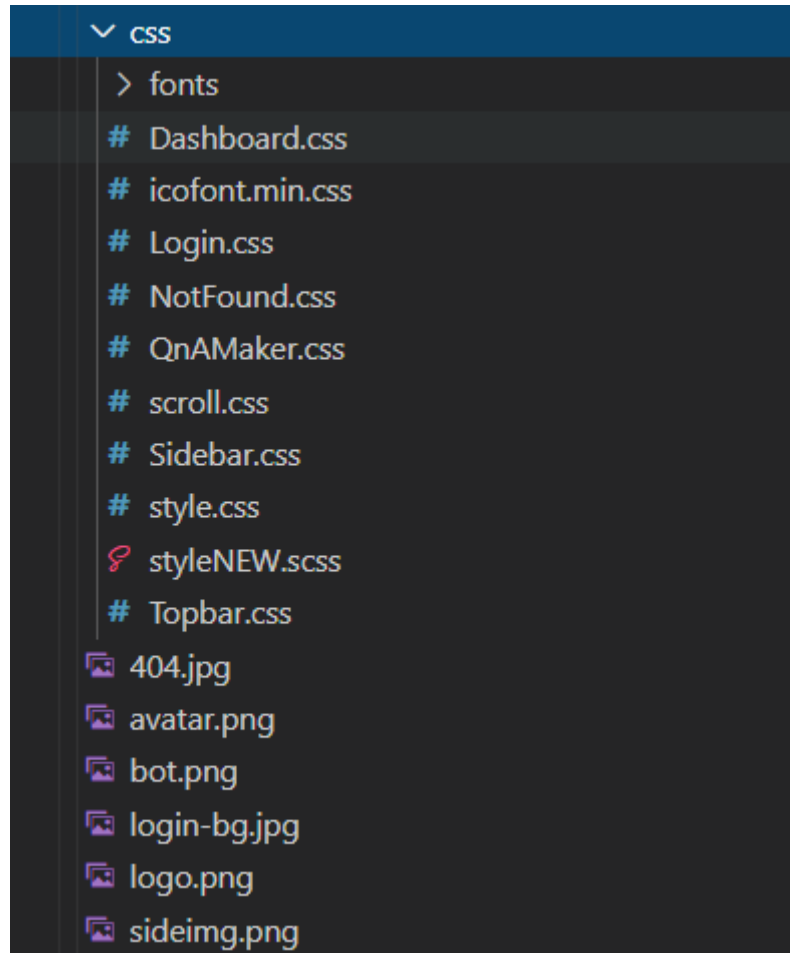 css
fonts
Dashboard.css
icofont.min.css
Login.css
NotFound.css
QnAMaker.css
scroll.css
Sidebar.css
style.css
styleNEW.scss
Topbar.css
404.jpg
avatar.png
bot.png
login-bg.jpg
logo.png
sideimg.png